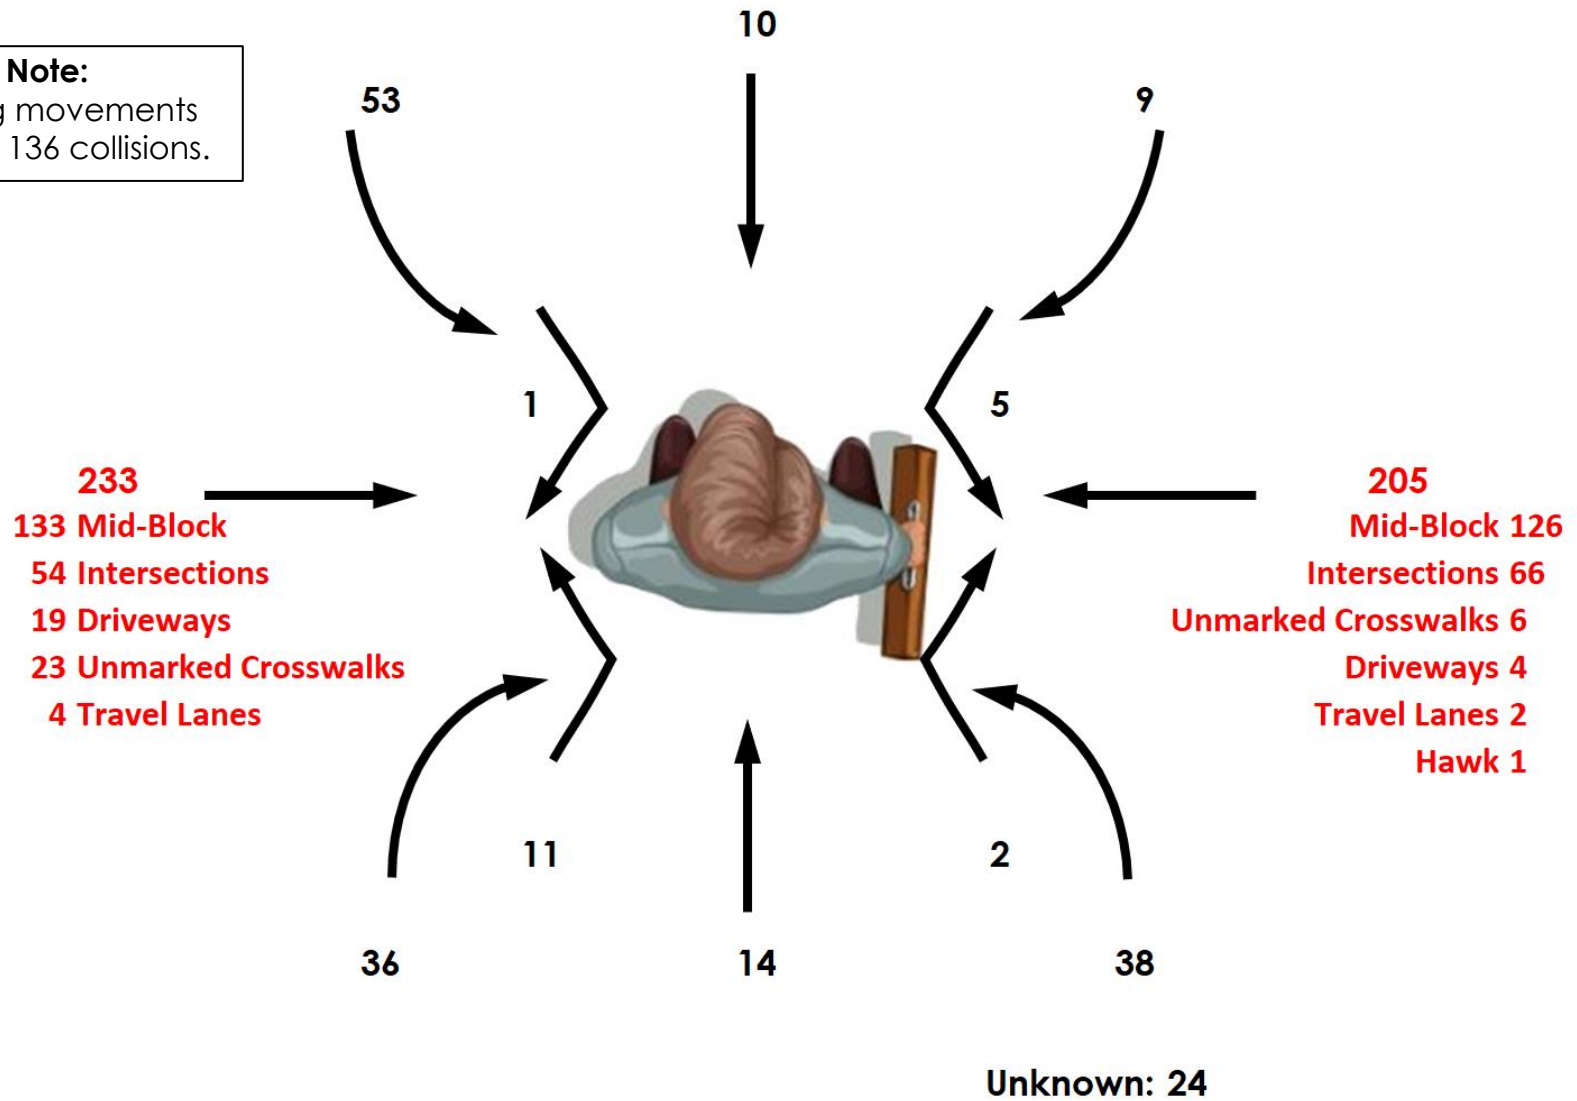 10
Note:
g movements
136 collisions.
53
9
1
5
233
133 Mid-Block
54 Intersections
19 Driveways
23 Unmarked Crosswalks
4 Travel Lanes
205
Mid-Block 126
Intersections 66
Unmarked Crosswalks 6
Driveways 4
Travel Lanes 2
Hawk 1
11
2
36
14
38
Unknown: 24